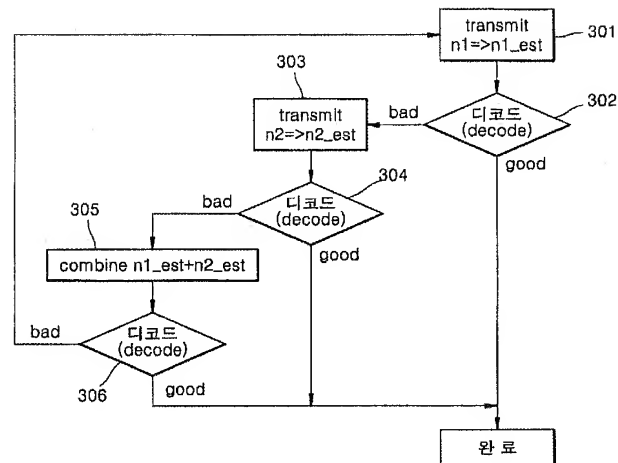 transmit
n1=>n1_est
301
302
디코드
(decode)
bad
good
303
transmit
n2=>n2_est
304
디코드
(decode)
bad
good
305
combine n1_est+n2_est
디코드
(decode)
bad
good
306
완 료